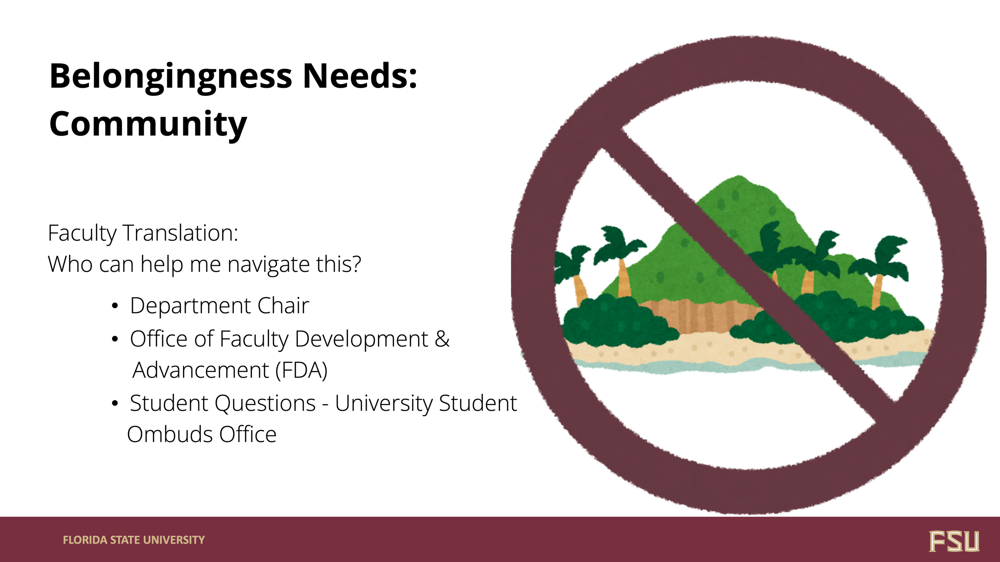 Belongingness Needs:
Community
Faculty Translation:
Who can help me navigate this?
• Department Chair
• Office of Faculty Development &
Advancement (FDA)
• Student Questions - University Student
Ombuds Office
FLORIDA STATE UNIVERSITY
FSU